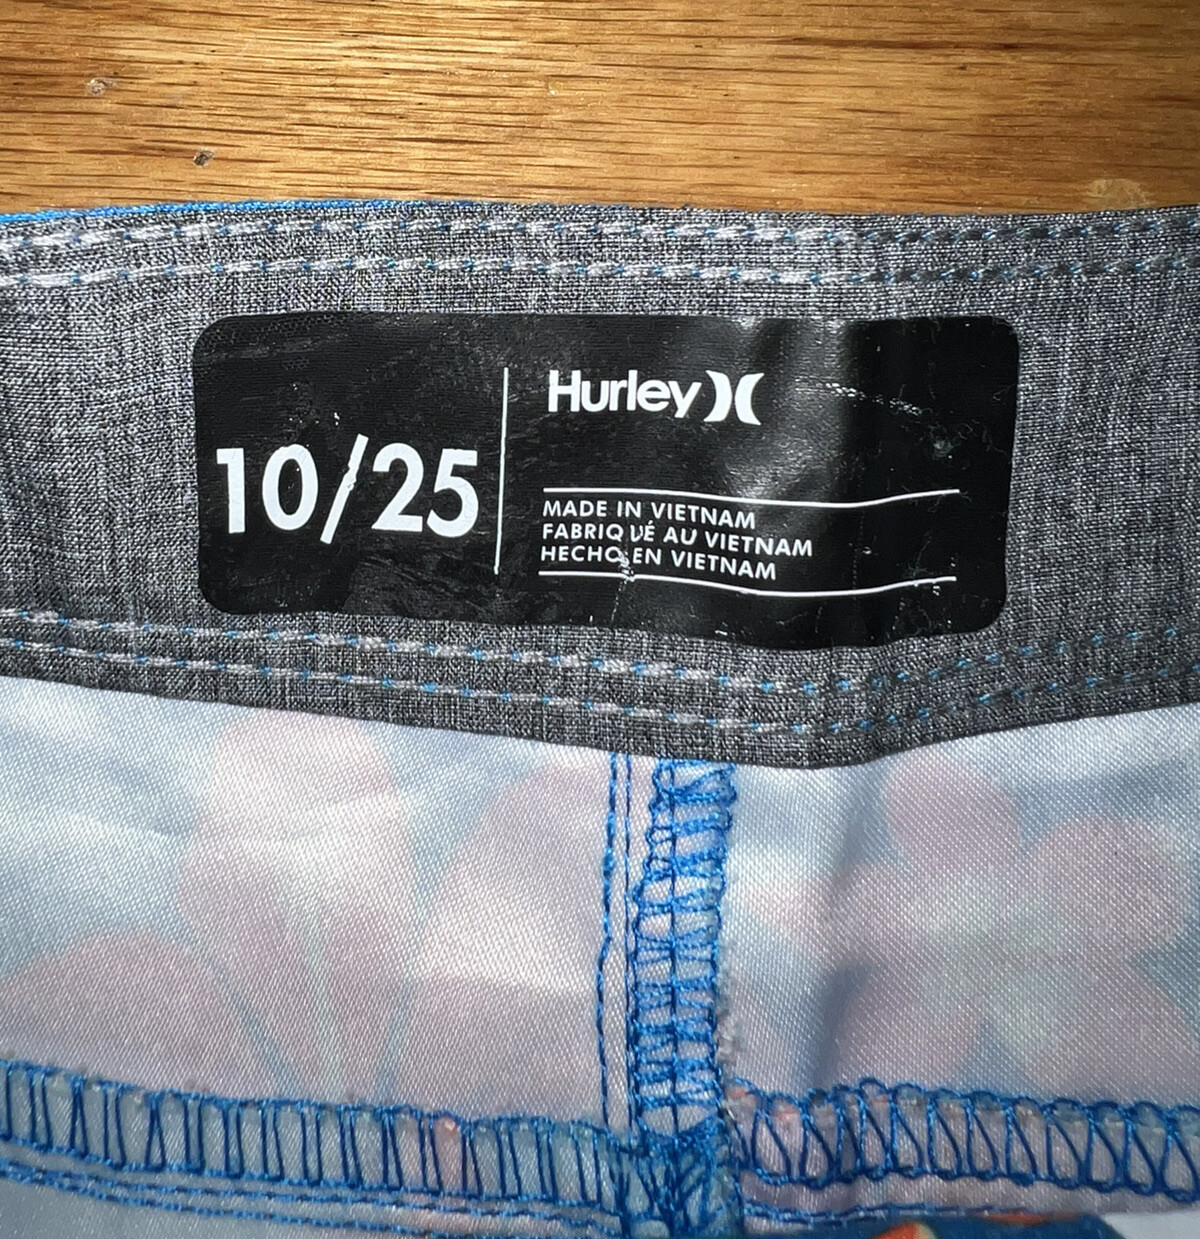 10/25
Hurley
MADE IN VIETNAM
FABRIQUÉ AU VIETNAM
HECHO EN VIETNAM